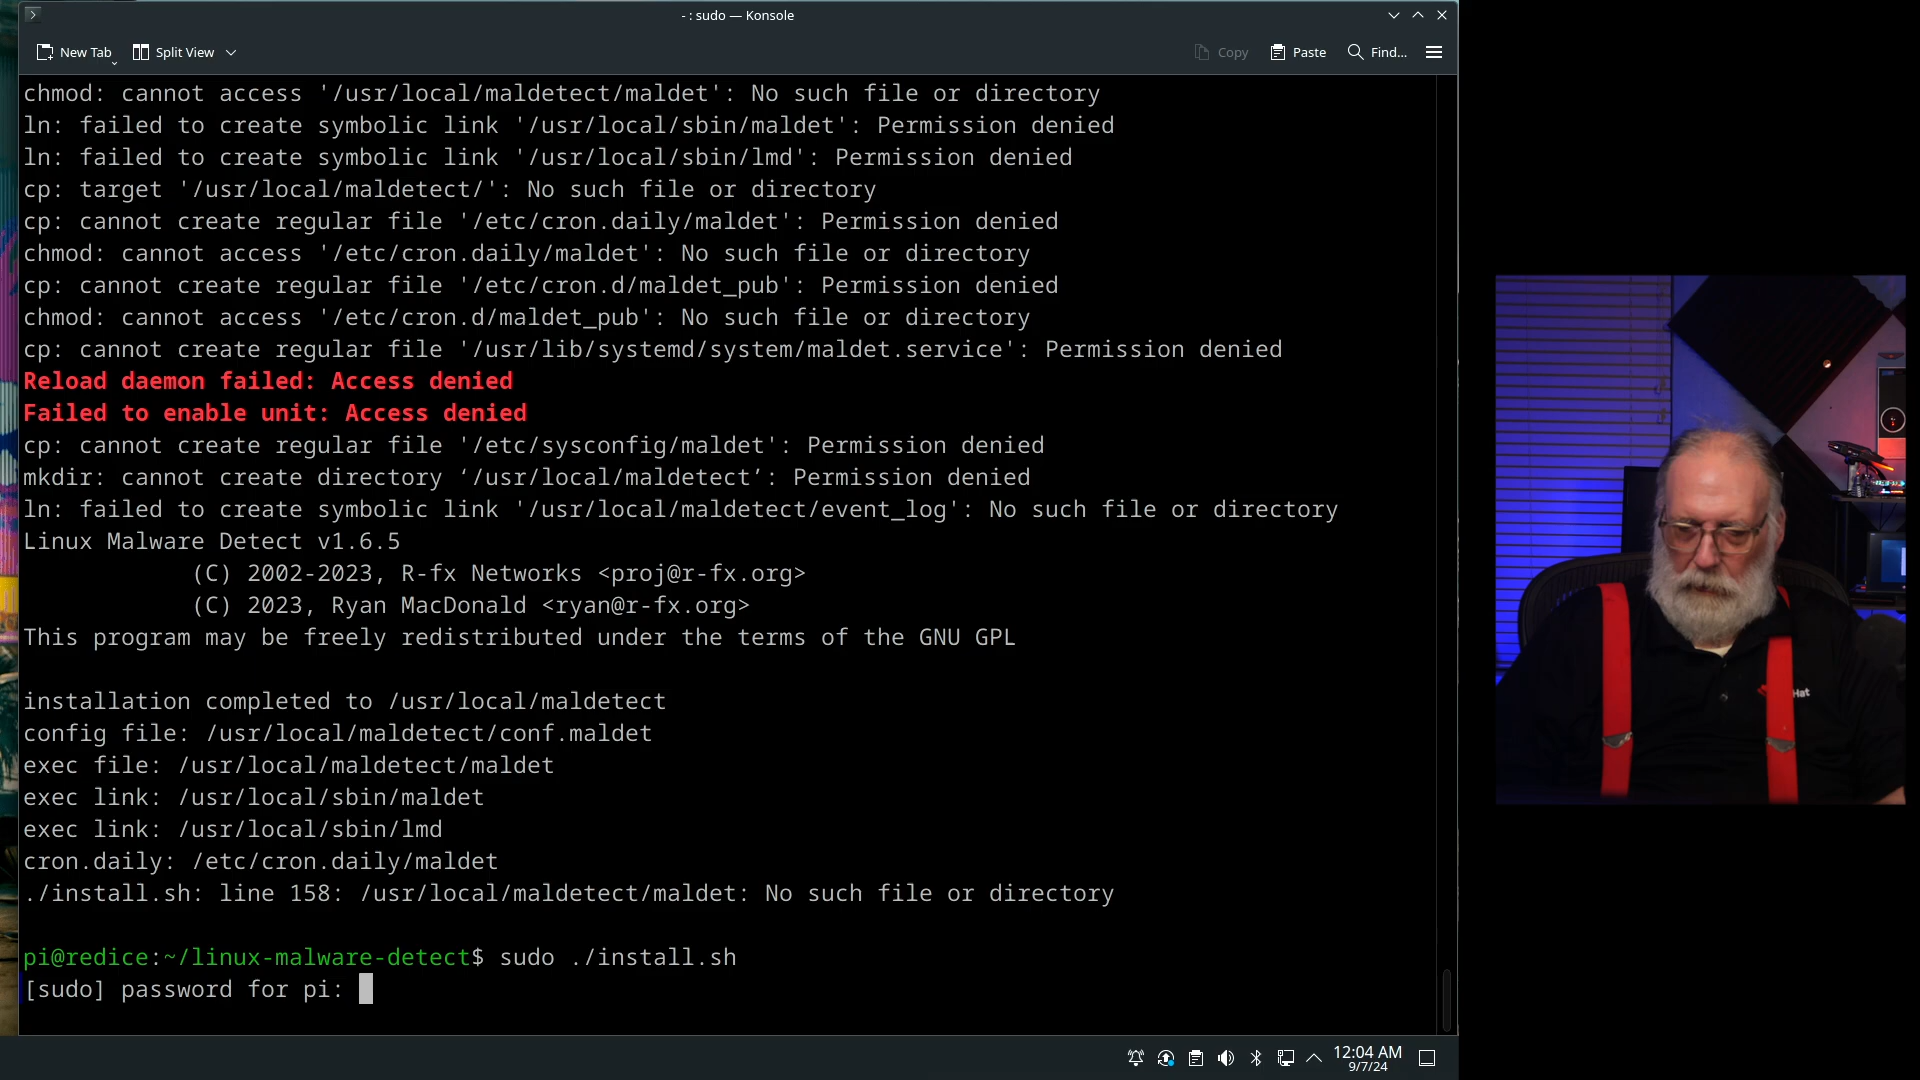 - : sudo — Konsole
New Tab
Split View
Copy
Paste
Find...
chmod: cannot access '/usr/local/maldetect/maldet': No such file or directory
ln: failed to create symbolic link '/usr/local/sbin/maldet': Permission denied
ln: failed to create symbolic link '/usr/local/sbin/lmd': Permission denied
cp: target '/usr/local/maldetect/': No such file or directory
cp: cannot create regular file '/etc/cron.daily/maldet': Permission denied
chmod: cannot access '/etc/cron.daily/maldet': No such file or directory
cp: cannot create regular file '/etc/cron.d/maldet_pub': Permission denied
chmod: cannot access '/etc/cron.d/maldet_pub': No such file or directory
cp: cannot create regular file '/usr/lib/systemd/system/maldet.service': Permission denied
Reload daemon failed: Access denied
Failed to enable unit: Access denied
cp: cannot create regular file '/etc/sysconfig/maldet': Permission denied
mkdir: cannot create directory ‘/usr/local/maldetect’: Permission denied
ln: failed to create symbolic link '/usr/local/maldetect/event_log': No such file or directory
Linux Malware Detect v1.6.5
(C) 2002-2023, R-fx Networks <proj@r-fx.org>
(C) 2023, Ryan MacDonald <ryan@r-fx.org>
This program may be freely redistributed under the terms of the GNU GPL
installation completed to /usr/local/maldetect
config file: /usr/local/maldetect/conf.maldet
exec file: /usr/local/maldetect/maldet
exec link: /usr/local/sbin/maldet
exec link: /usr/local/sbin/lmd
cron.daily: /etc/cron.daily/maldet
./install.sh: line 158: /usr/local/maldetect/maldet: No such file or directory
pi@redice:~/linux-malware-detect$ sudo ./install.sh
[sudo] password for pi:
Hat
12:04 AM
9/7/24